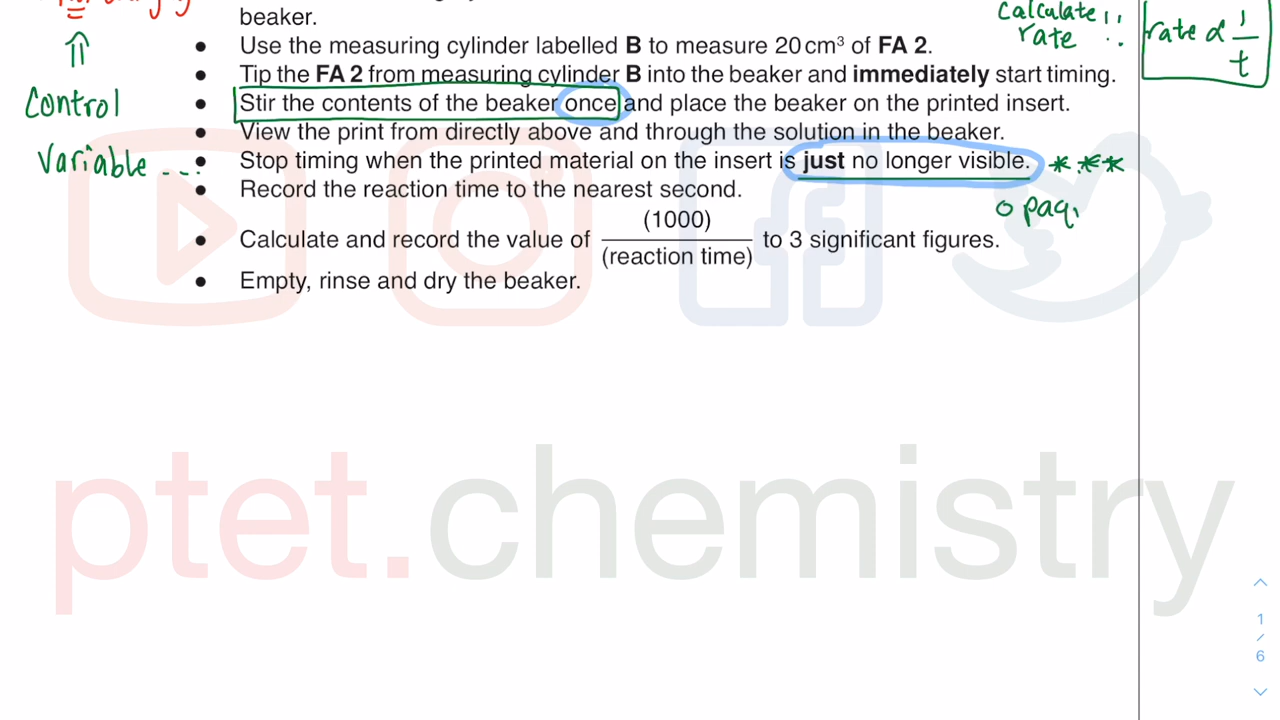 beaker.
Calculate
rate
rate ∝ 1/t
● Use the measuring cylinder labelled B to measure 20 cm³ of FA 2.
● Tip the FA 2 from measuring cylinder B into the beaker and immediately start timing.
Control
● Stir the contents of the beaker once and place the beaker on the printed insert.
● View the print from directly above and through the solution in the beaker.
Variable ...
● Stop timing when the printed material on the insert is just no longer visible. ***
● Record the reaction time to the nearest second.
opaq
● Calculate and record the value of (1000)/(reaction time) to 3 significant figures.
● Empty, rinse and dry the beaker.
ptet.chemistry
1
/
6